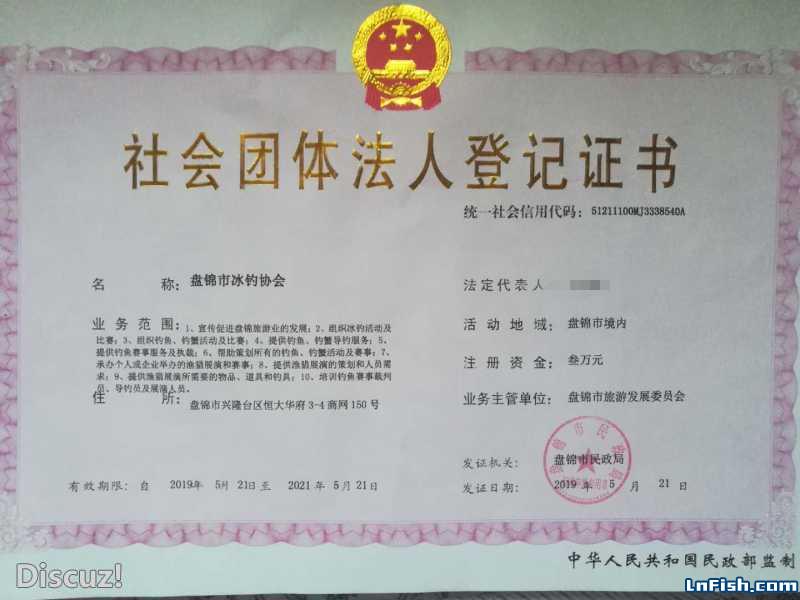 社会团体法人登记证书
统一社会信用代码：51211100MJ3338540A
名 称：盘锦市冰钓协会
法定代表人
业务范围：1、宣传促进盘锦旅游业的发展；2、组织冰钓活动及
比赛；3、组织钓鱼、钓蟹活动及比赛；4、提供钓鱼、钓蟹导钓服务；5、
提供钓鱼赛事服务及执裁；6、帮助策划所有的钓鱼、钓蟹活动及赛事；7、
承办个人或企业举办的渔猎展演和赛事；8、提供渔猎展演的策划和人员需
求；9、提供渔猎展演所需要的物品、道具和钓具；10、培训钓鱼赛事裁判
员、导钓员及展演人员。
活动地域：盘锦市境内
注册资金：叁万元
住 所：盘锦市兴隆台区恒大华府3-4商网150号
业务主管单位：盘锦市旅游发展委员会
发证机关：盘锦市民政局
有效期限：自 2019年 5月 21日至 2021年 5月 21日
发证日期：2019 年 5 月 21 日
中华人民共和国民政部监制
Discuz!
LnFish.com